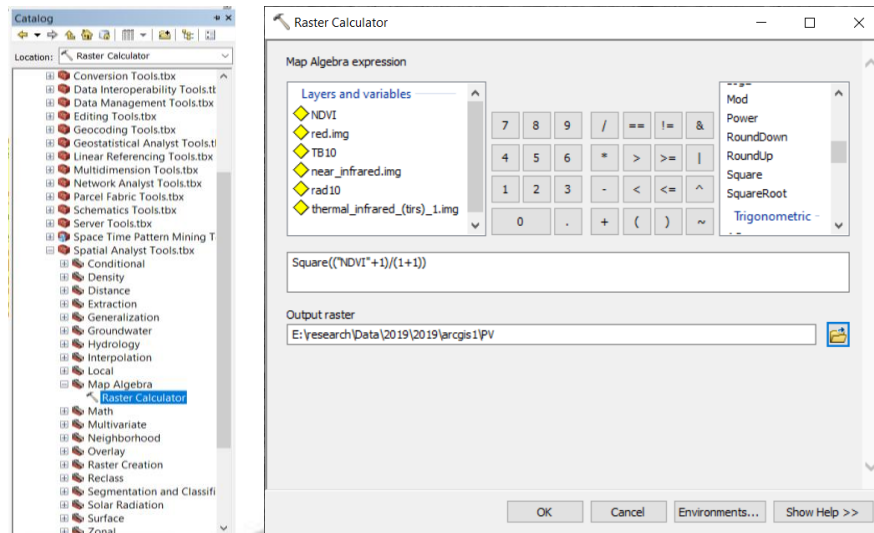 Catalog
Location: Raster Calculator
Conversion Tools.tbx
Data Interoperability Tools.tb
Data Management Tools.tbx
Editing Tools.tbx
Geocoding Tools.tbx
Geostatistical Analyst Tools.t
Linear Referencing Tools.tbx
Multidimension Tools.tbx
Network Analyst Tools.tbx
Parcel Fabric Tools.tbx
Schematics Tools.tbx
Server Tools.tbx
Space Time Pattern Mining T
Spatial Analyst Tools.tbx
Conditional
Density
Distance
Extraction
Generalization
Groundwater
Hydrology
Interpolation
Local
Map Algebra
Raster Calculator
Math
Multivariate
Neighborhood
Overlay
Raster Creation
Reclass
Segmentation and Classifi
Solar Radiation
Surface
Zonal
Raster Calculator
Map Algebra expression
Layers and variables
NDVI
red.img
TB10
near_infrared.img
rad10
thermal_infrared_(tirs)_1.img
7 8 9 / == != &
4 5 6 * > >= |
1 2 3 - < <= ^
0 . + ( ) ~
Mod
Power
RoundDown
RoundUp
Square
SquareRoot
Trigonometric
Square(("NDVI"+1)/(1+1))
Output raster
E:\research\Data\2019\2019\arcgis1\PV
OK Cancel Environments... Show Help >>